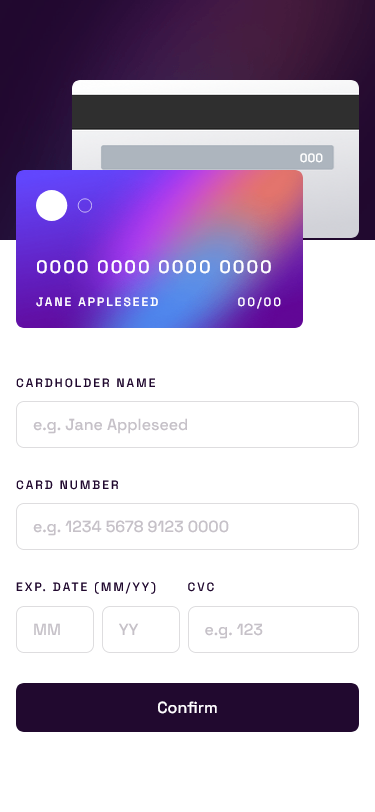 000
0000 0000 0000 0000
JANE APPLESEED 00/00
CARDHOLDER NAME
e.g. Jane Appleseed
CARD NUMBER
e.g. 1234 5678 9123 0000
EXP. DATE (MM/YY) CVC
MM YY e.g. 123
Confirm